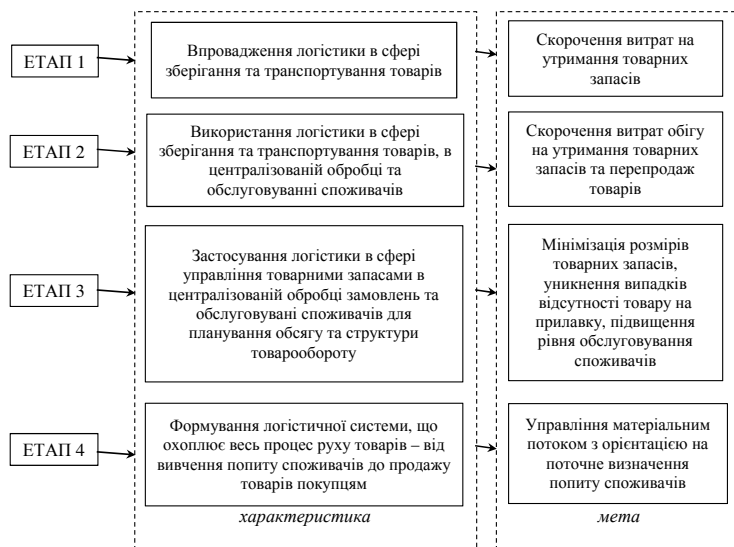 ЕТАП 1
Впровадження логістики в сфері
зберігання та транспортування товарів
Скорочення витрат на
утримання товарних
запасів
ЕТАП 2
Використання логістики в сфері
зберігання та транспортування товарів, в
централізованій обробці та
обслуговуванні споживачів
Скорочення витрат обігу
на утримання товарних
запасів та перепродаж
товарів
ЕТАП 3
Застосування логістики в сфері
управління товарними запасами в
централізованій обробці замовлень та
обслуговувані споживачів для
планування обсягу та структури
товарообороту
Мінімізація розмірів
товарних запасів,
уникнення випадків
відсутності товару на
прилавку, підвищення
рівня обслуговування
споживачів
ЕТАП 4
Формування логістичної системи, що
охоплює весь процес руху товарів – від
вивчення попиту споживачів до продажу
товарів покупцям
Управління матеріальним
потоком з орієнтацією на
поточне визначення
попиту споживачів
характеристика
мета